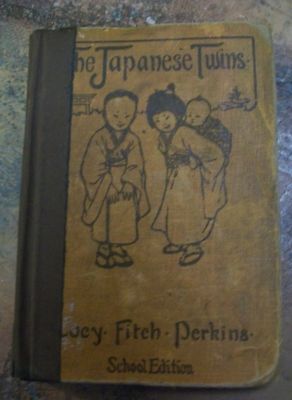 The Japanese Twins·
Lucy · Fitch · Perkins ·
School Edition